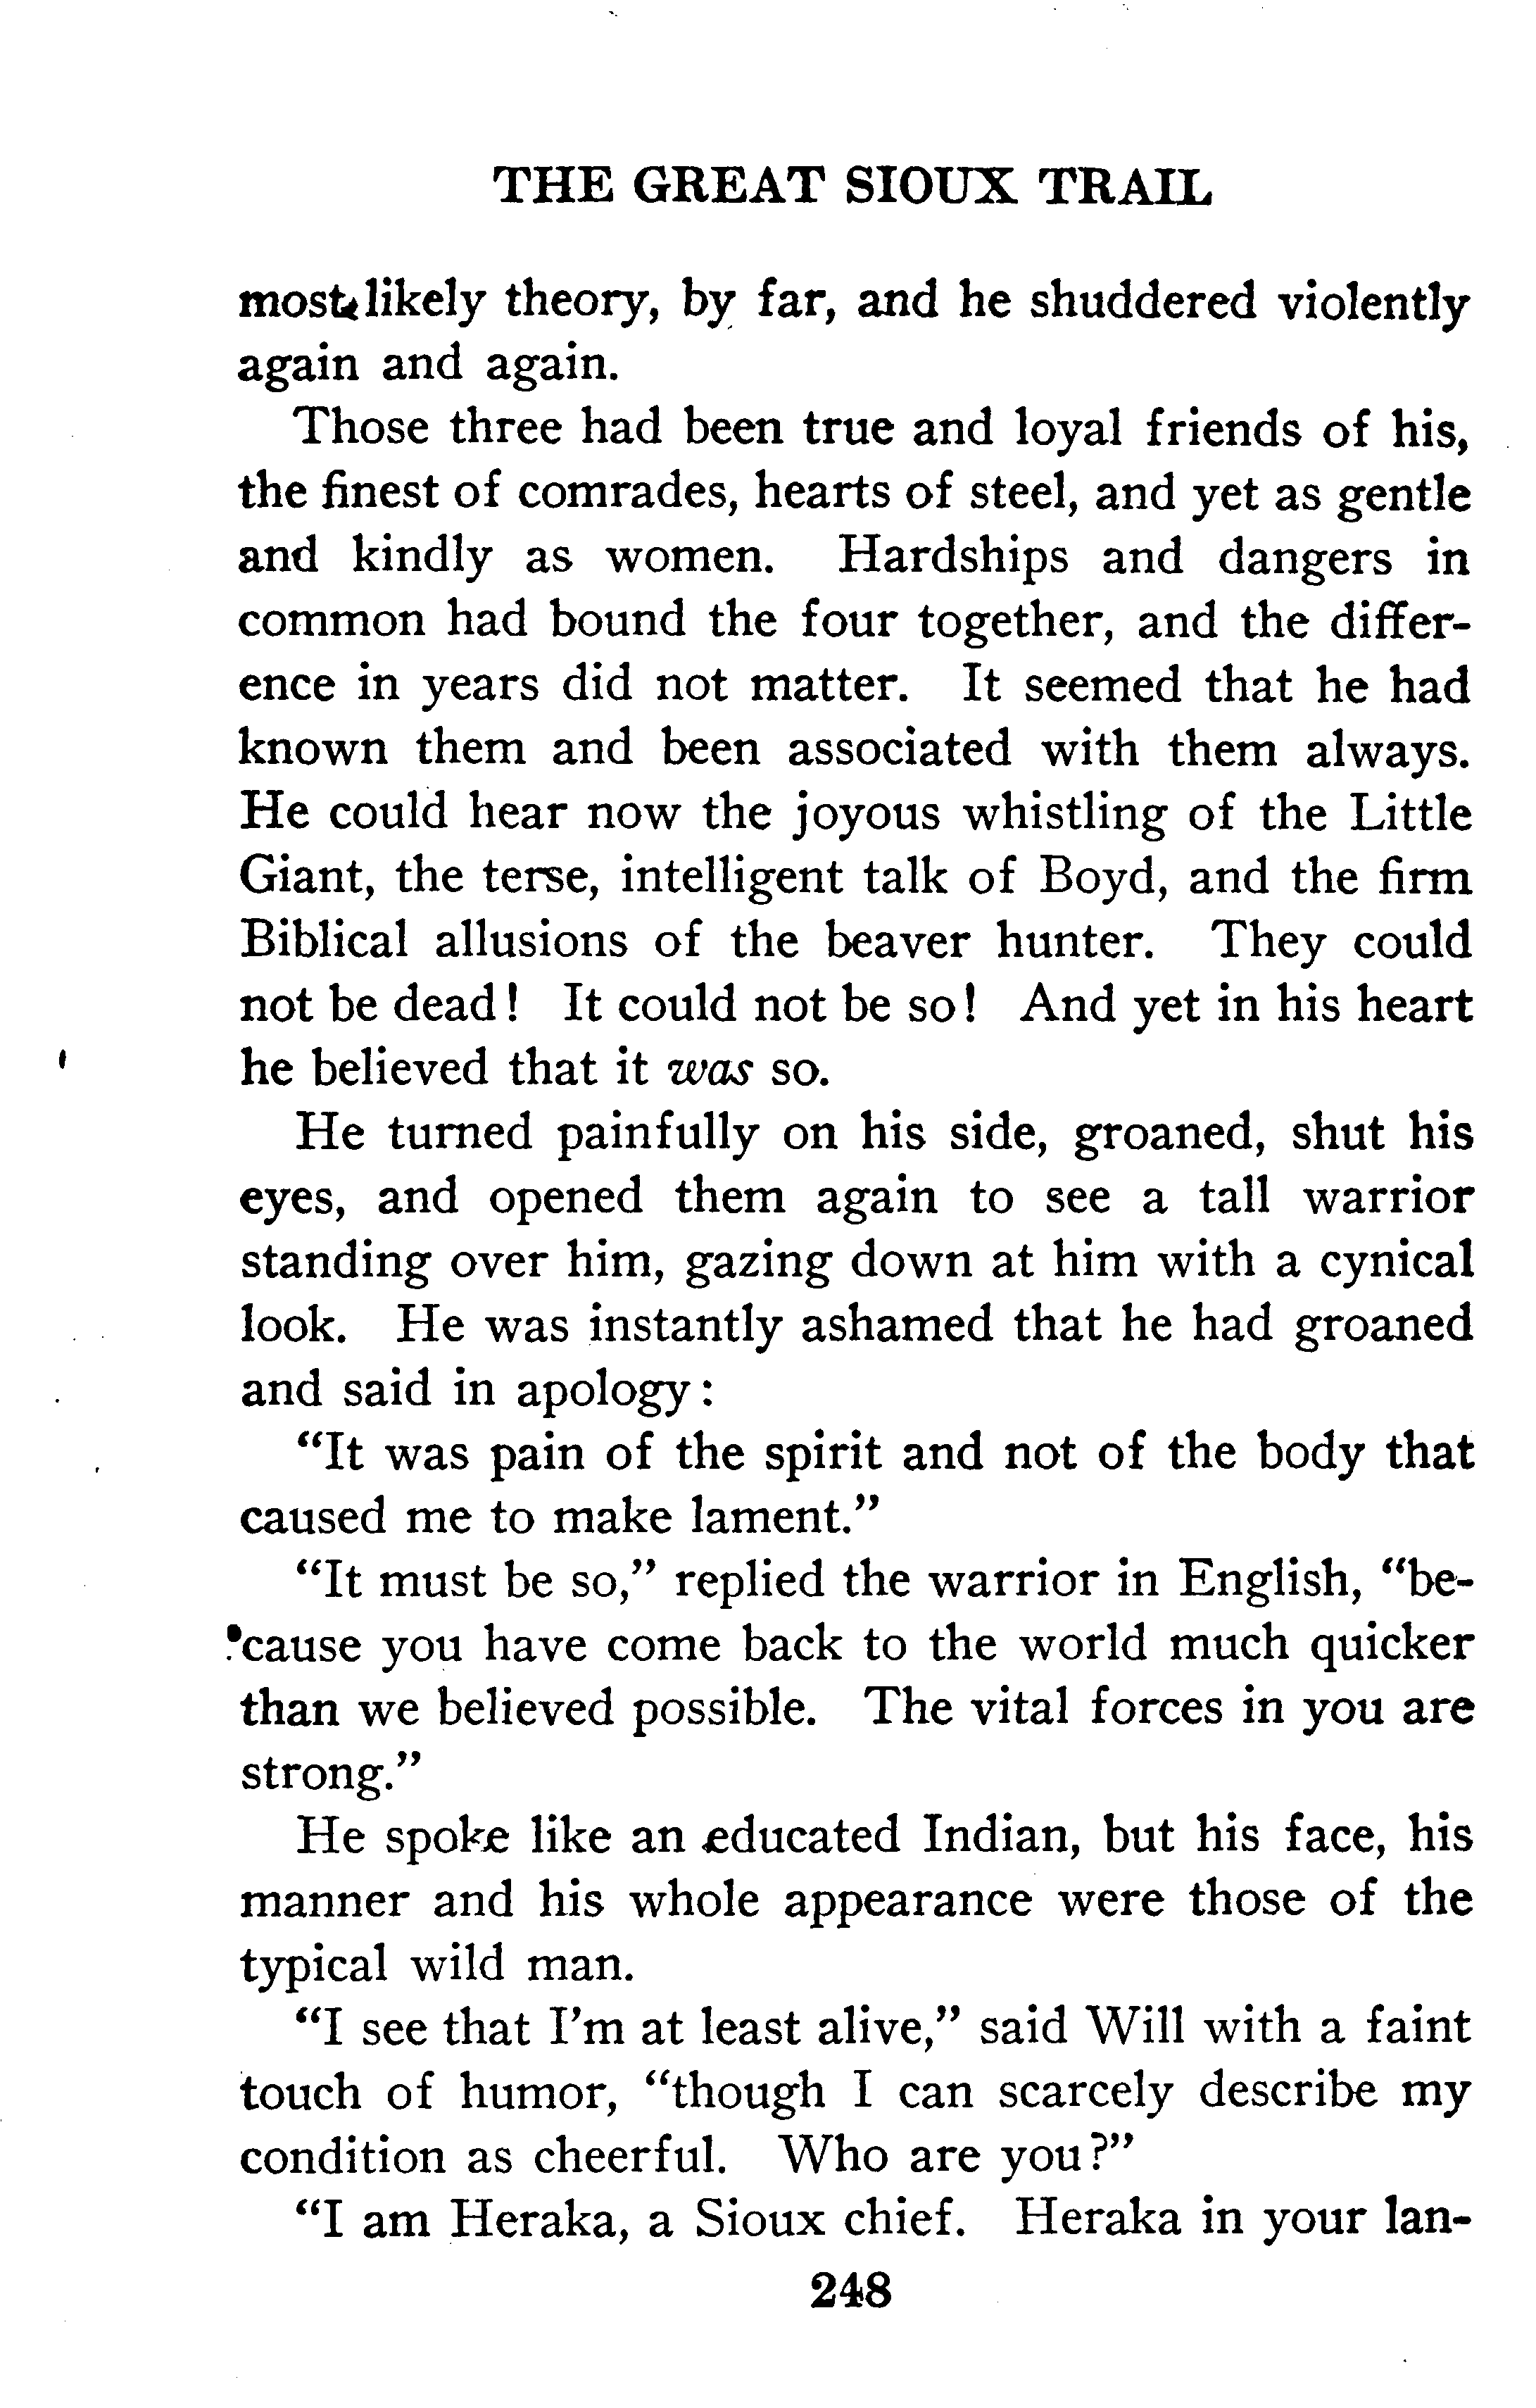 THE GREAT SIOUX TRAIL
most likely theory, by far, and he shuddered violently
again and again.
Those three had been true and loyal friends of his,
the finest of comrades, hearts of steel, and yet as gentle
and kindly as women. Hardships and dangers in
common had bound the four together, and the differ-
ence in years did not matter. It seemed that he had
known them and been associated with them always.
He could hear now the joyous whistling of the Little
Giant, the terse, intelligent talk of Boyd, and the firm
Biblical allusions of the beaver hunter. They could
not be dead! It could not be so! And yet in his heart
he believed that it was so.
He turned painfully on his side, groaned, shut his
eyes, and opened them again to see a tall warrior
standing over him, gazing down at him with a cynical
look. He was instantly ashamed that he had groaned
and said in apology:
"It was pain of the spirit and not of the body that
caused me to make lament."
"It must be so," replied the warrior in English, "be-
cause you have come back to the world much quicker
than we believed possible. The vital forces in you are
strong."
He spoke like an educated Indian, but his face, his
manner and his whole appearance were those of the
typical wild man.
"I see that I'm at least alive," said Will with a faint
touch of humor, "though I can scarcely describe my
condition as cheerful. Who are you?"
"I am Heraka, a Sioux chief. Heraka in your lan-
248